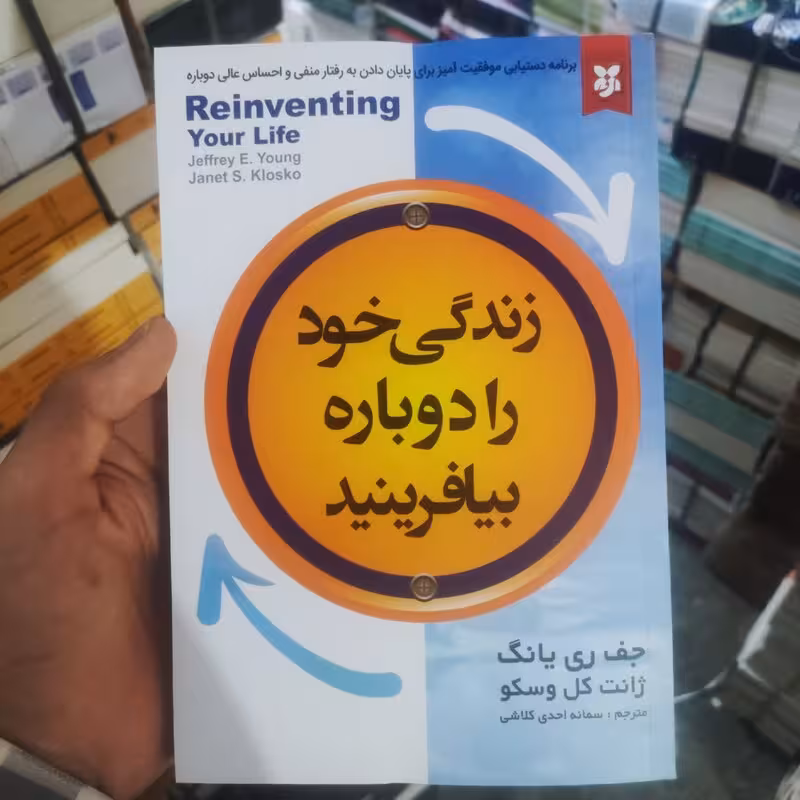 برنامه دستیابی موفقیت آمیز برای پایان دادن به رفتار منفی و احساس عالی دوباره
Reinventing
Your Life
Jeffrey E. Young
Janet S. Klosko
زندگی خود
را دوباره
بیافرینید
جف ری یانگ
ژانت کل وسکو
مترجم : سمانه احدی کلاشی